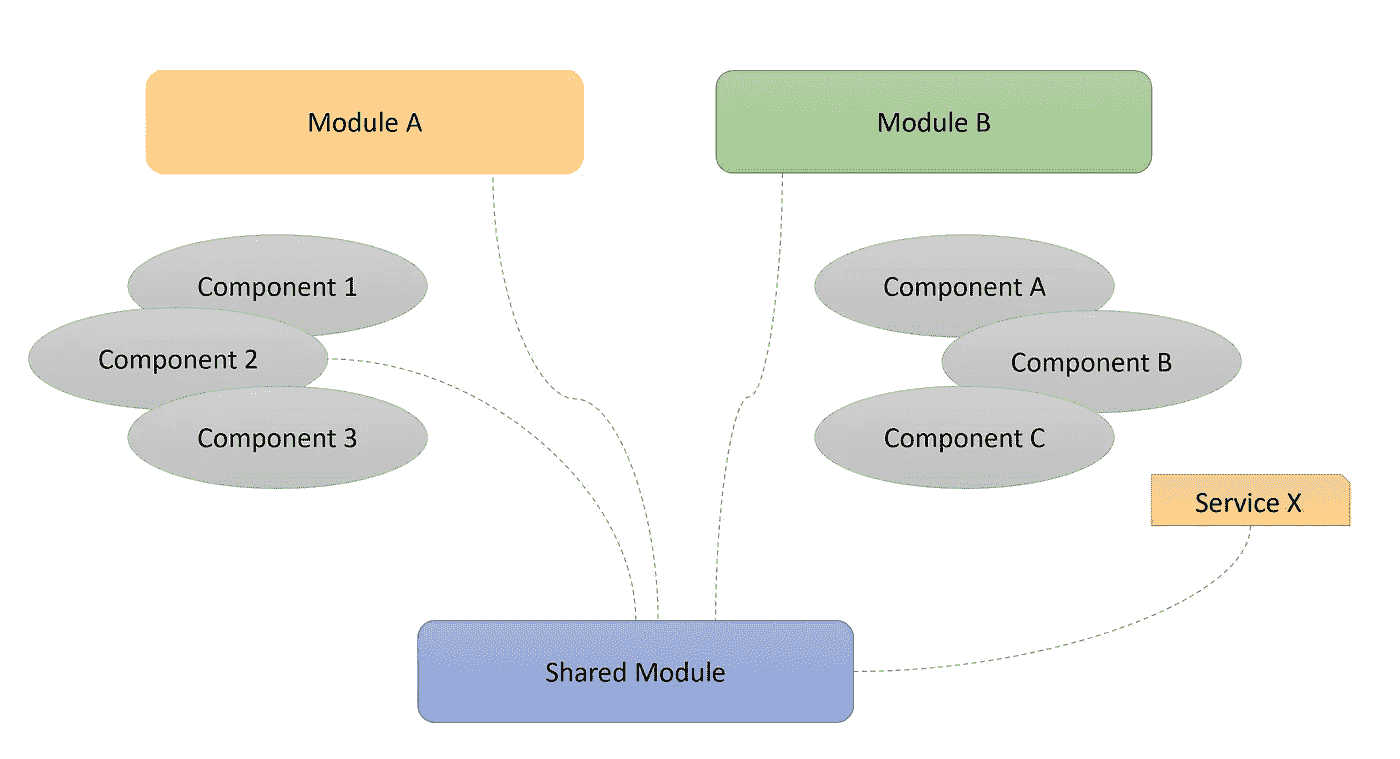 Module A
Module B
Component 1
Component A
Component 2
Component B
Component 3
Component C
Service X
Shared Module